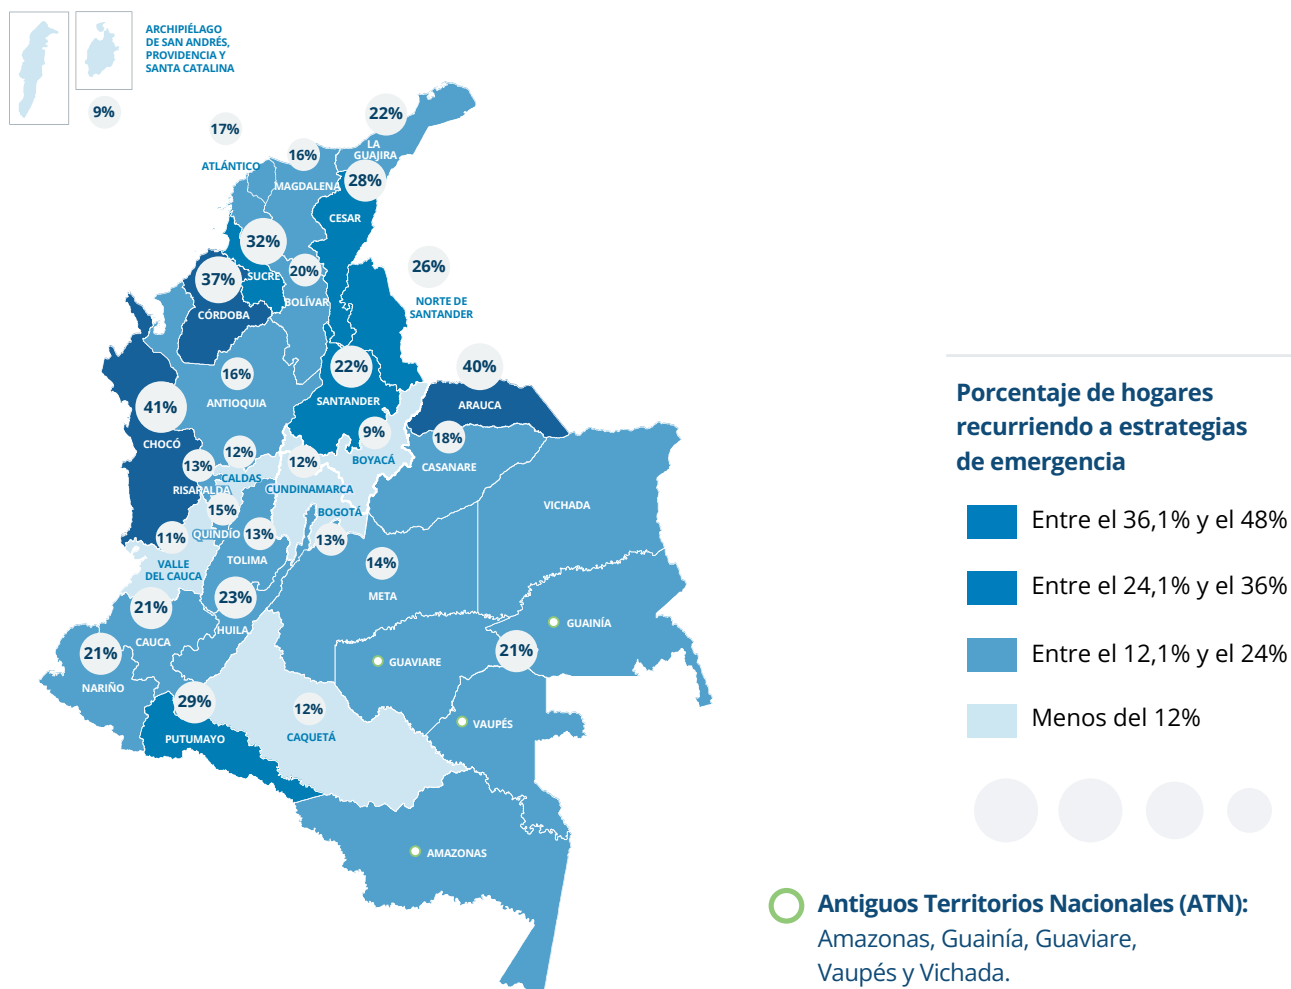 ARCHIPIÉLAGO
DE SAN ANDRÉS,
PROVIDENCIA Y
SANTA CATALINA
9%
17%
ATLÁNTICO
16%
MAGDALENA
22%
LA
GUAJIRA
28%
CESAR
32%
SUCRE
37%
CÓRDOBA
20%
BOLÍVAR
26%
NORTE DE
SANTANDER
16%
ANTIOQUIA
22%
SANTANDER
40%
ARAUCA
41%
CHOCÓ
9%
BOYACÁ
18%
CASANARE
12%
CALDAS
13%
RISARALDA
12%
CUNDINAMARCA
15%
QUINDÍO
BOGOTÁ
13%
13%
TOLIMA
11%
VALLE
DEL CAUCA
14%
META
VICHADA
23%
HUILA
21%
CAUCA
21%
NARIÑO
GUAINÍA
21%
GUAVIARE
29%
PUTUMAYO
12%
CAQUETÁ
VAUPÉS
AMAZONAS
Porcentaje de hogares
recurriendo a estrategias
de emergencia
Entre el 36,1% y el 48%
Entre el 24,1% y el 36%
Entre el 12,1% y el 24%
Menos del 12%
Antiguos Territorios Nacionales (ATN):
Amazonas, Guainía, Guaviare,
Vaupés y Vichada.